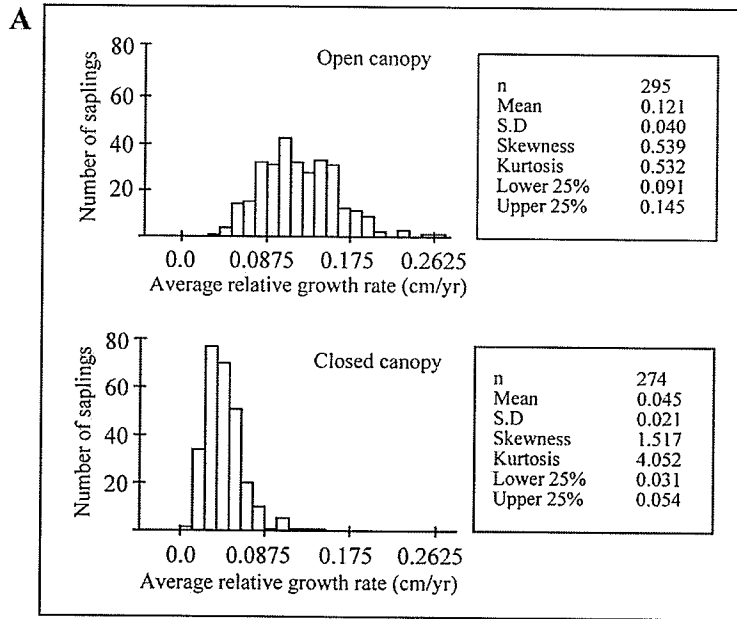 A
Open canopy
Number of saplings
80
60
40
20
0.0 0.0875 0.175 0.2625
Average relative growth rate (cm/yr)
n 295
Mean 0.121
S.D 0.040
Skewness 0.539
Kurtosis 0.532
Lower 25% 0.091
Upper 25% 0.145
Closed canopy
Number of saplings
80
60
40
20
0.0 0.0875 0.175 0.2625
Average relative growth rate (cm/yr)
n 274
Mean 0.045
S.D 0.021
Skewness 1.517
Kurtosis 4.052
Lower 25% 0.031
Upper 25% 0.054